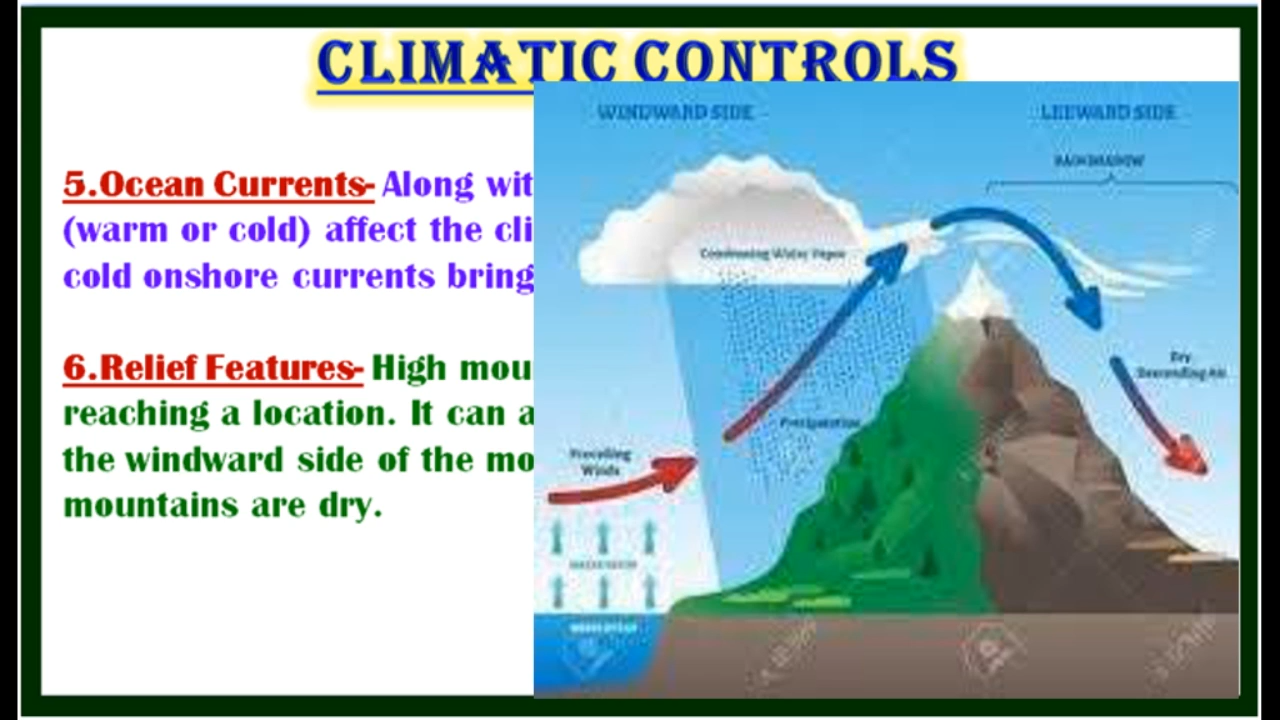 CLIMATIC CONTROLS
WINDWARD SIDE
LEEWARD SIDE
RAIN SHADOW
5.Ocean Currents- Along wit
(warm or cold) affect the cli
cold onshore currents bring
Condensing Water Vapor
6.Relief Features- High mou
reaching a location. It can a
the windward side of the mo
mountains are dry.
Dry
Descending Air
Precipitation
Prevailing
Winds